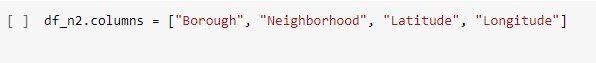 [ ] df_n2.columns = ["Borough", "Neighborhood", "Latitude", "Longitude"]